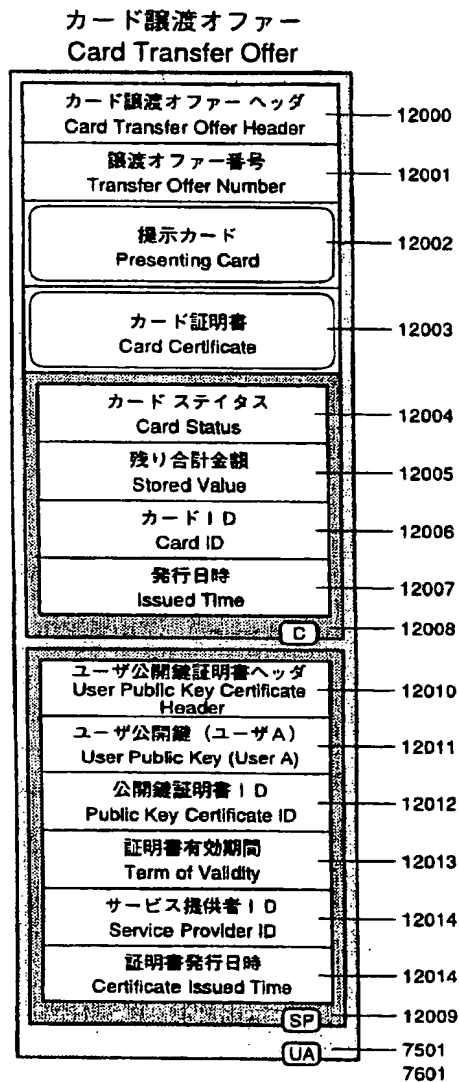 カード譲渡オファー
Card Transfer Offer
カード譲渡オファー ヘッダ
Card Transfer Offer Header
12000
譲渡オファー番号
Transfer Offer Number
12001
提示カード
Presenting Card
12002
カード証明書
Card Certificate
12003
カード ステイタス
Card Status
12004
残り合計金額
Stored Value
12005
カードID
Card ID
12006
発行日時
Issued Time
12007
C
12008
ユーザ公開鍵証明書ヘッダ
User Public Key Certificate
Header
12010
ユーザ公開鍵（ユーザA）
User Public Key (User A)
12011
公開鍵証明書ID
Public Key Certificate ID
12012
証明書有効期間
Term of Validity
12013
サービス提供者ID
Service Provider ID
12014
証明書発行日時
Certificate Issued Time
12014
SP
12009
UA
7501
7601